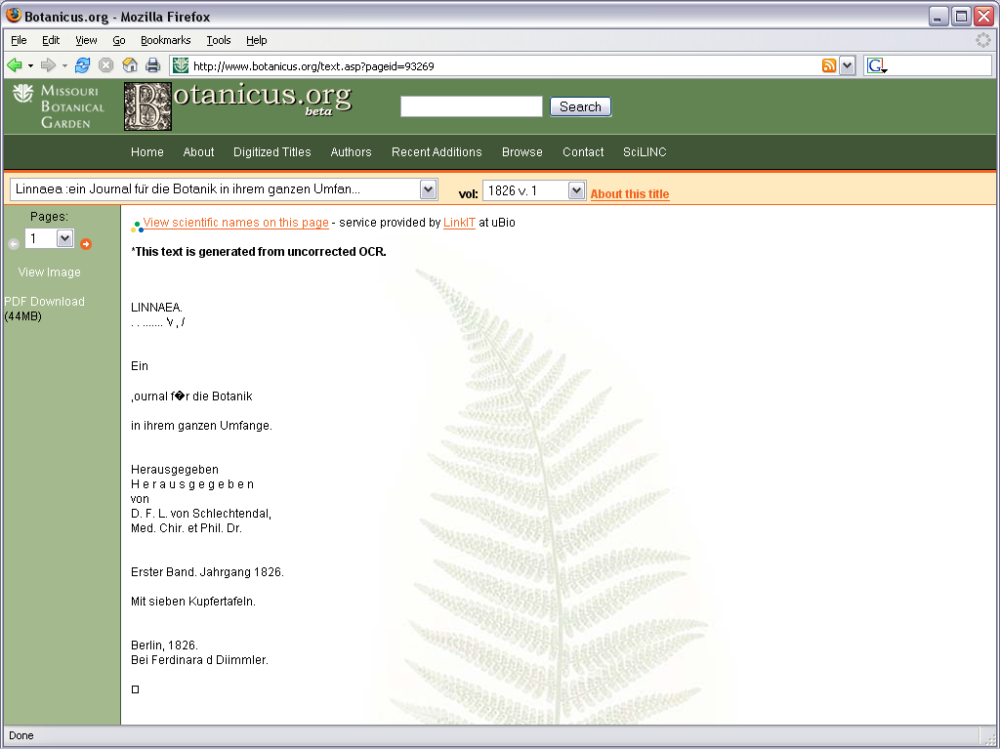 Botanicus.org - Mozilla Firefox
File Edit View Go Bookmarks Tools Help
http://www.botanicus.org/text.asp?pageid=93269
G
MISSOURI
BOTANICAL
GARDEN
Botanicus.org
beta
Search
Home About Digitized Titles Authors Recent Additions Browse Contact SciLINC
Linnaea :ein Journal für die Botanik in ihrem ganzen Umfan...
vol: 1826 v. 1 About this title
Pages:
1
View Image
PDF Download
(44MB)
View scientific names on this page - service provided by LinkIT at uBio
*This text is generated from uncorrected OCR.
LINNAEA.
. . ....... 'v , /
Ein
,ournal f�r die Botanik
in ihrem ganzen Umfange.
Herausgegeben
H e r a u s g e g e b e n
von
D. F. L. von Schlechtendal,
Med. Chir. et Phil. Dr.
Erster Band. Jahrgang 1826.
Mit sieben Kupfertafeln.
Berlin, 1826.
Bei Ferdinara d Diimmler.
Done